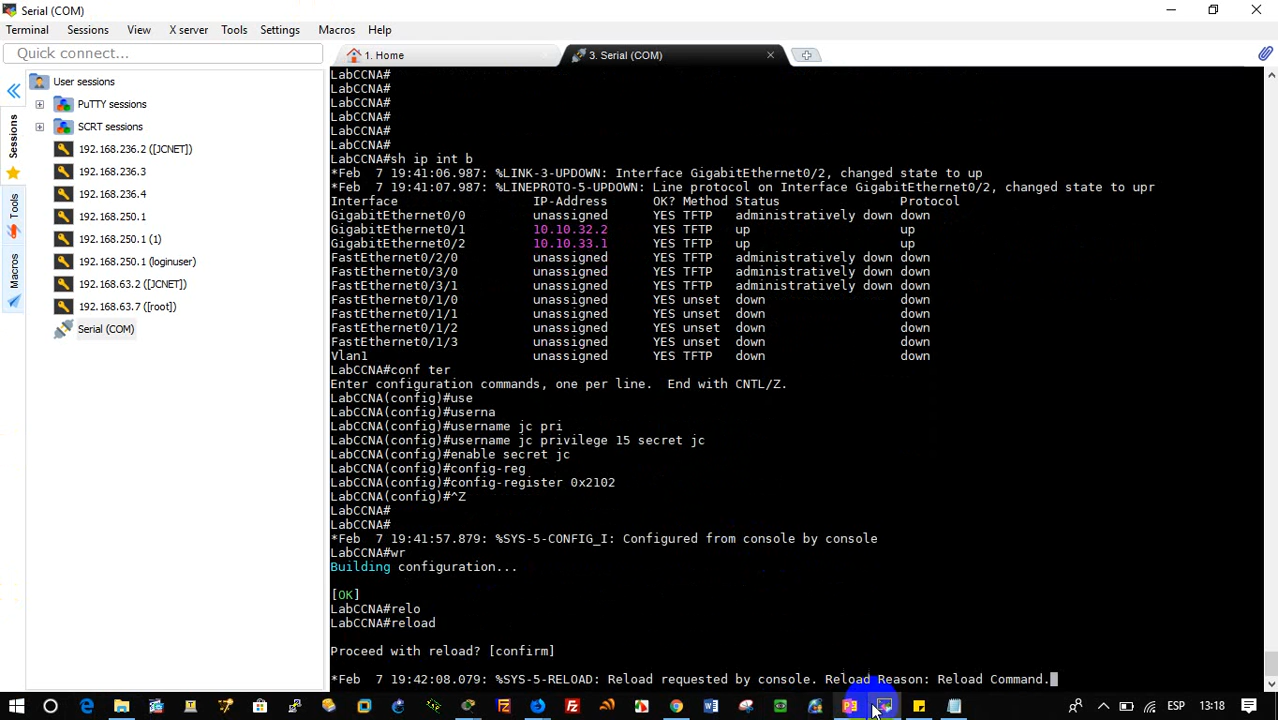 Serial (COM)
Terminal Sessions View X server Tools Settings Macros Help
Quick connect...
1. Home
3. Serial (COM)
Sessions
Tools
Macros
User sessions
PuTTY sessions
SCRT sessions
192.168.236.2 ([JCNET])
192.168.236.3
192.168.236.4
192.168.250.1
192.168.250.1 (1)
192.168.250.1 (loginuser)
192.168.63.2 ([JCNET])
192.168.63.7 ([root])
Serial (COM)
LabCCNA#
LabCCNA#
LabCCNA#
LabCCNA#
LabCCNA#
LabCCNA#
LabCCNA#sh ip int b
*Feb  7 19:41:06.987: %LINK-3-UPDOWN: Interface GigabitEthernet0/2, changed state to up
*Feb  7 19:41:07.987: %LINEPROTO-5-UPDOWN: Line protocol on Interface GigabitEthernet0/2, changed state to upr
Interface IP-Address OK? Method Status Protocol
GigabitEthernet0/0 unassigned YES TFTP administratively down down
GigabitEthernet0/1 10.10.32.2 YES TFTP up up
GigabitEthernet0/2 10.10.33.1 YES TFTP up up
FastEthernet0/2/0 unassigned YES TFTP administratively down down
FastEthernet0/3/0 unassigned YES TFTP administratively down down
FastEthernet0/3/1 unassigned YES TFTP administratively down down
FastEthernet0/1/0 unassigned YES unset down down
FastEthernet0/1/1 unassigned YES unset down down
FastEthernet0/1/2 unassigned YES unset down down
FastEthernet0/1/3 unassigned YES unset down down
Vlan1 unassigned YES TFTP down down
LabCCNA#conf ter
Enter configuration commands, one per line.  End with CNTL/Z.
LabCCNA(config)#use
LabCCNA(config)#userna
LabCCNA(config)#username jc pri
LabCCNA(config)#username jc privilege 15 secret jc
LabCCNA(config)#enable secret jc
LabCCNA(config)#config-reg
LabCCNA(config)#config-register 0x2102
LabCCNA(config)#^Z
LabCCNA#
LabCCNA#
*Feb  7 19:41:57.879: %SYS-5-CONFIG_I: Configured from console by console
LabCCNA#wr
Building configuration...
[OK]
LabCCNA#relo
LabCCNA#reload
Proceed with reload? [confirm]
*Feb  7 19:42:08.079: %SYS-5-RELOAD: Reload requested by console. Reload Reason: Reload Command.
ESP 13:18